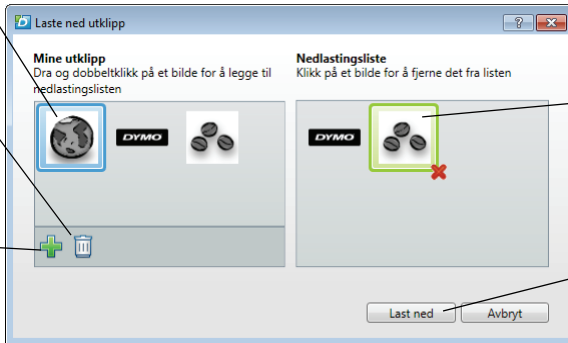 Laste ned utklipp
Mine utklipp
Dra og dobbeltklikk på et bilde for å legge til
nedlastingslisten
DYMO
Nedlastingsliste
Klikk på et bilde for å fjerne det fra listen
DYMO
Last ned
Avbryt